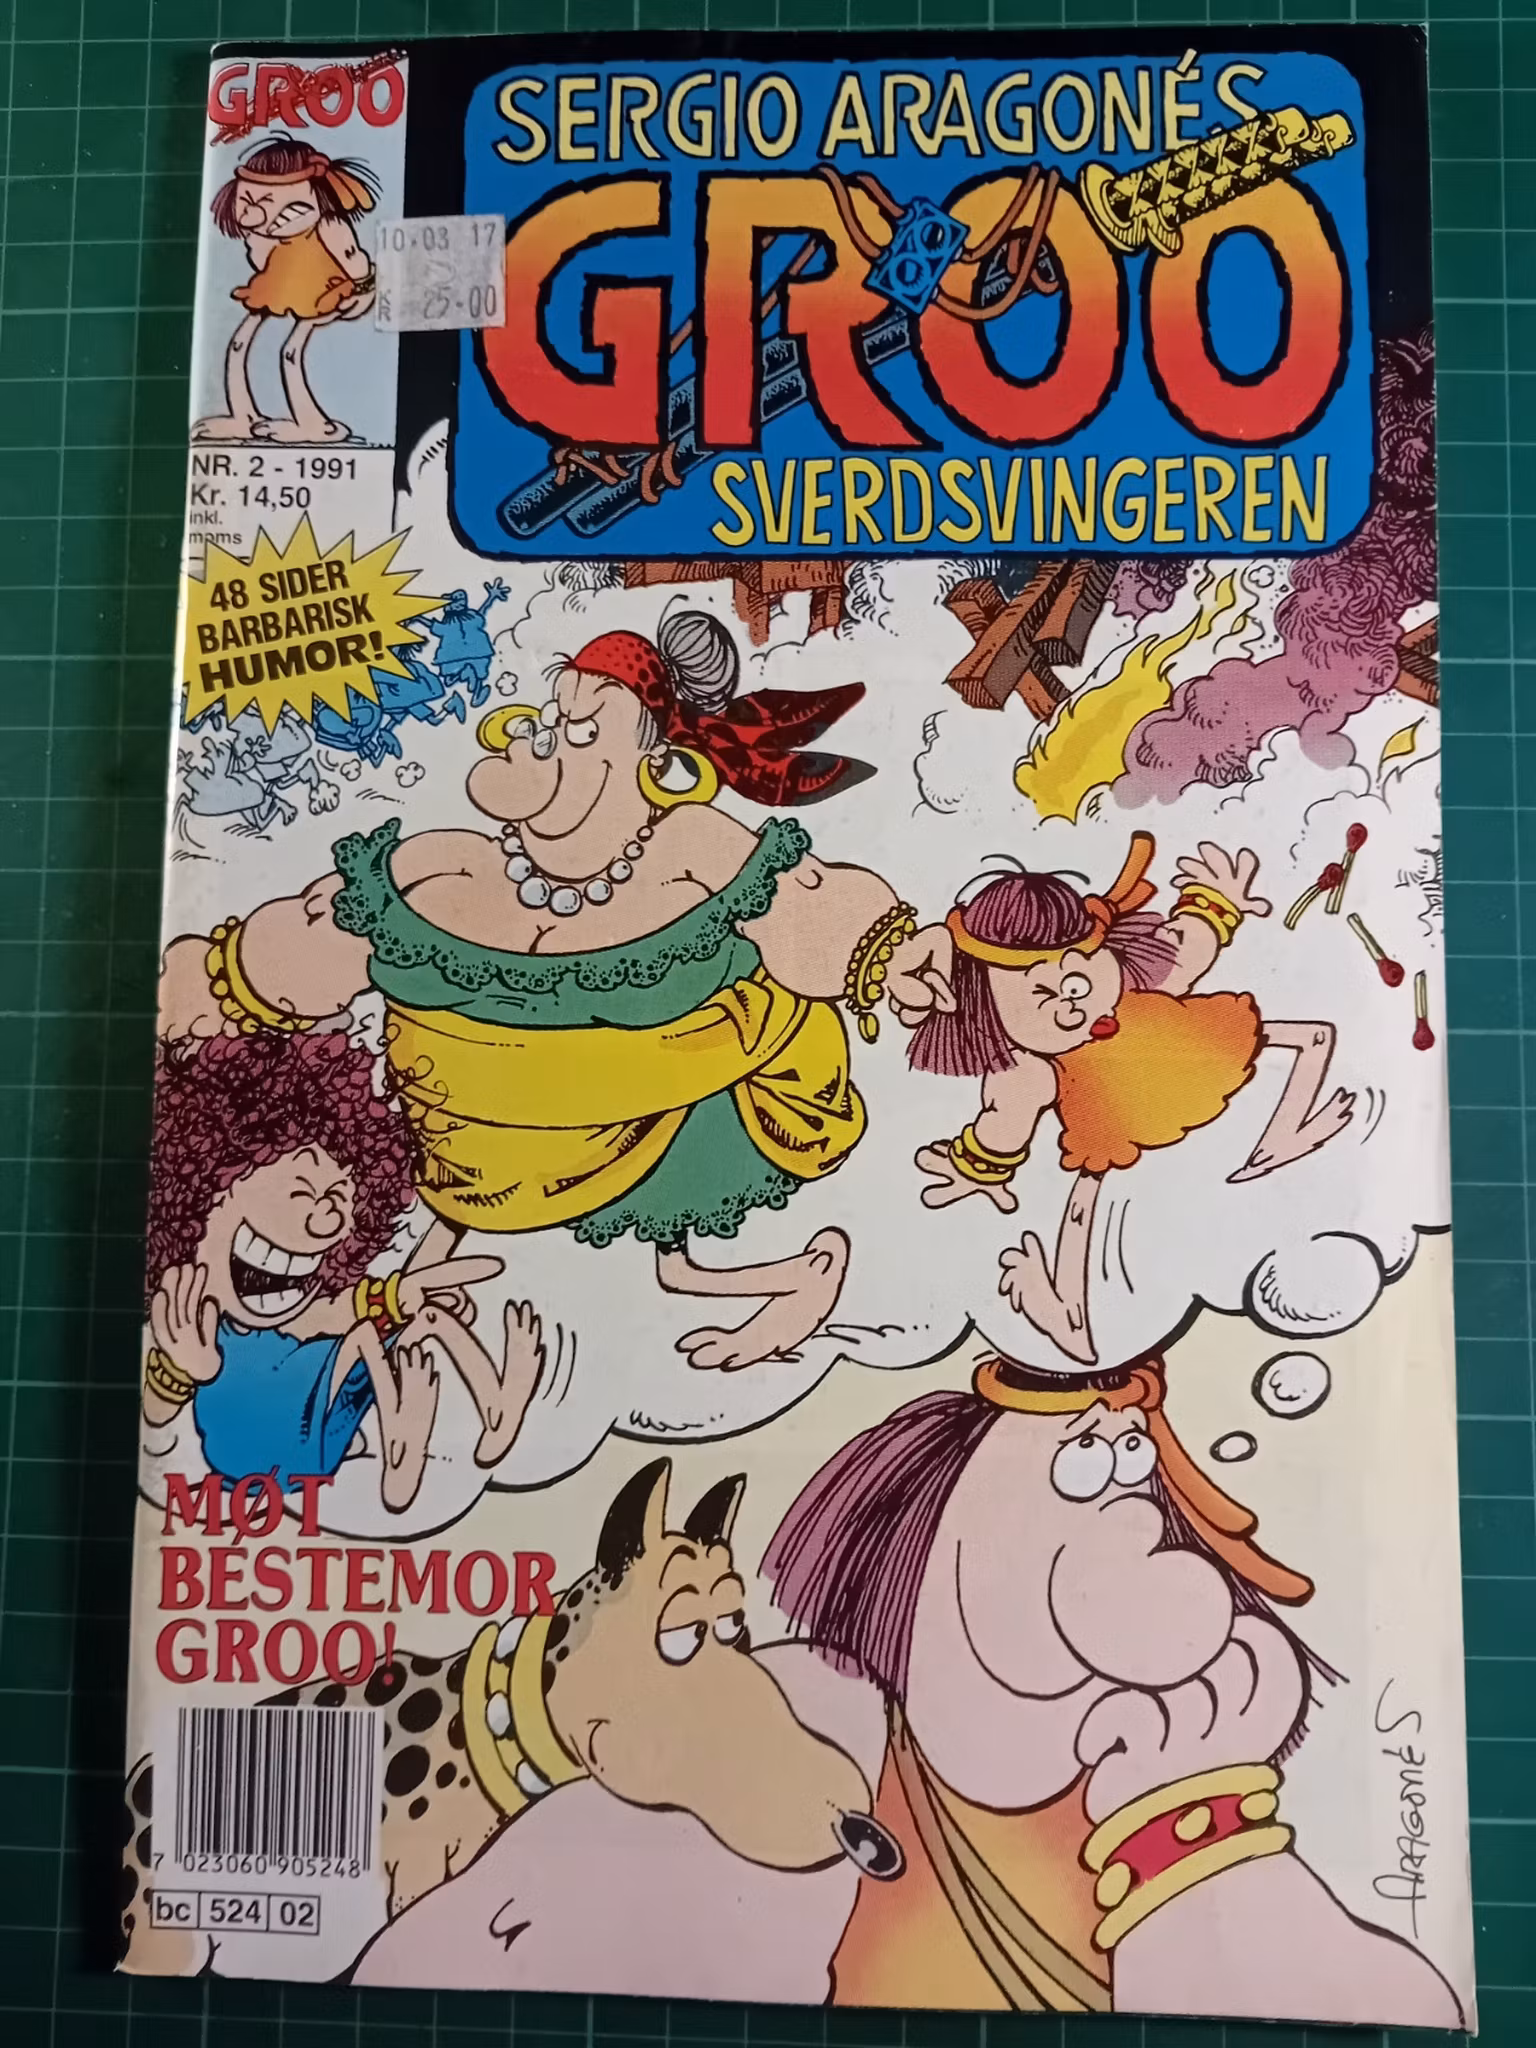 GROO
SERGIO ARAGONÉS
GROO
SVERDSVINGEREN
10.03 17
KR 25.00
NR. 2 - 1991
Kr. 14,50
inkl.
moms
48 SIDER
BARBARISK
HUMOR!
MØT
BESTEMOR
GROO!
ARAGONÉS
7 023060 905248
bc 524 02